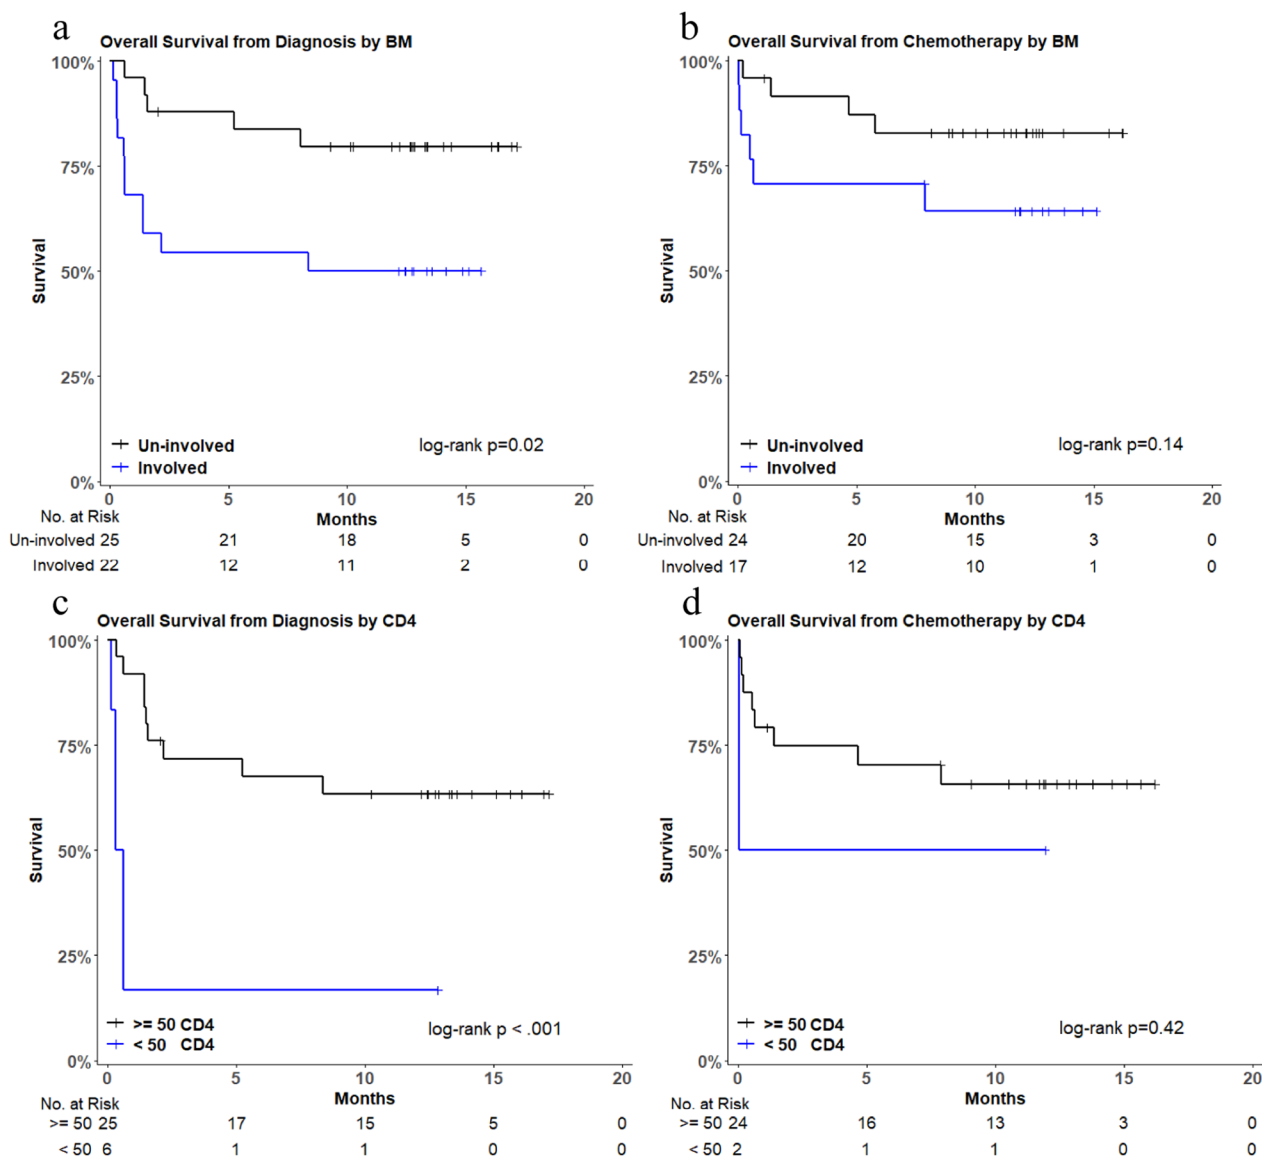 a
Overall Survival from Diagnosis by BM
100%
75%
50%
25%
0%
Survival
Un-involved
Involved
log-rank p=0.02
0 5 10 15 20
Months
No. at Risk
Un-involved 25 21 18 5 0
Involved 22 12 11 2 0
b
Overall Survival from Chemotherapy by BM
100%
75%
50%
25%
0%
Survival
Un-involved
Involved
log-rank p=0.14
0 5 10 15 20
Months
No. at Risk
Un-involved 24 20 15 3 0
Involved 17 12 10 1 0
c
Overall Survival from Diagnosis by CD4
100%
75%
50%
25%
0%
Survival
>= 50 CD4
< 50 CD4
log-rank p < .001
0 5 10 15 20
Months
No. at Risk
>= 50 25 17 15 5 0
< 50 6 1 1 0 0
d
Overall Survival from Chemotherapy by CD4
100%
75%
50%
25%
0%
Survival
>= 50 CD4
< 50 CD4
log-rank p=0.42
0 5 10 15 20
Months
No. at Risk
>= 50 24 16 13 3 0
< 50 2 1 1 0 0